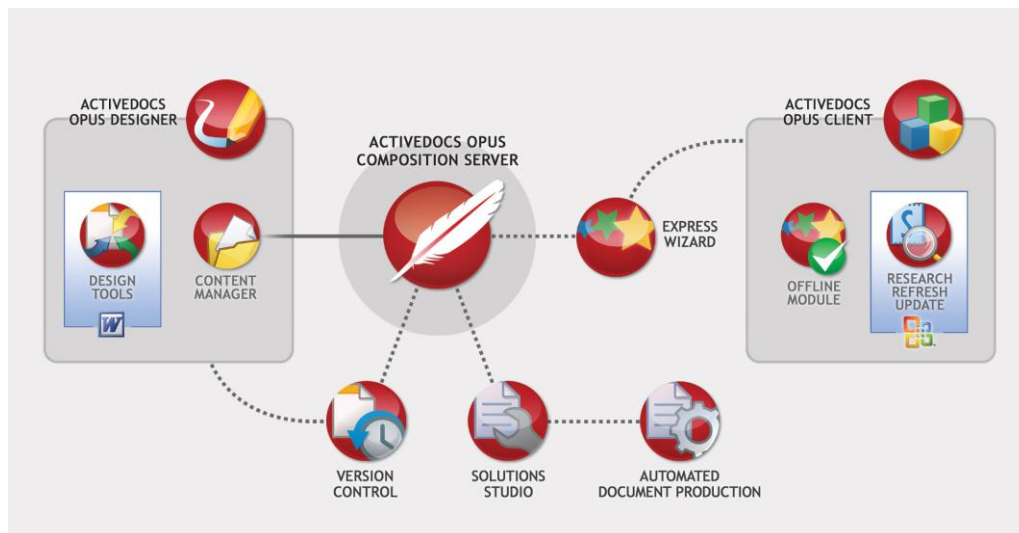 ACTIVEDOCS
OPUS DESIGNER
DESIGN
TOOLS
W
CONTENT
MANAGER
ACTIVEDOCS OPUS
COMPOSITION SERVER
EXPRESS
WIZARD
ACTIVEDOCS
OPUS CLIENT
OFFLINE
MODULE
RESEARCH
REFRESH
UPDATE
VERSION
CONTROL
SOLUTIONS
STUDIO
AUTOMATED
DOCUMENT PRODUCTION